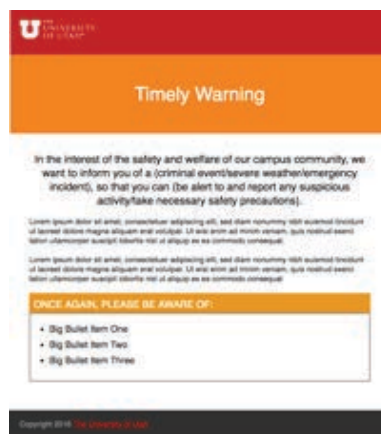 THE
UNIVERSITY
OF UTAH
Timely Warning
In the interest of the safety and welfare of our campus community, we
want to inform you of a (criminal event/severe weather/emergency
incident), so that you can (be alert to and report any suspicious
activity/take necessary safety precautions).
Lorem ipsum dolor sit amet, consectetuer adipiscing elit, sed diam nonummy nibh euismod tincidunt
ut laoreet dolore magna aliquam erat volutpat. Ut wisi enim ad minim veniam, quis nostrud exerci
tation ullamcorper suscipit lobortis nisl ut aliquip ex ea commodo consequat.
Lorem ipsum dolor sit amet, consectetuer adipiscing elit, sed diam nonummy nibh euismod tincidunt
ut laoreet dolore magna aliquam erat volutpat. Ut wisi enim ad minim veniam, quis nostrud exerci
tation ullamcorper suscipit lobortis nisl ut aliquip ex ea commodo consequat.
ONCE AGAIN, PLEASE BE AWARE OF:
• Big Bullet Item One
• Big Bullet Item Two
• Big Bullet Item Three
Copyright 2016 The University of Utah